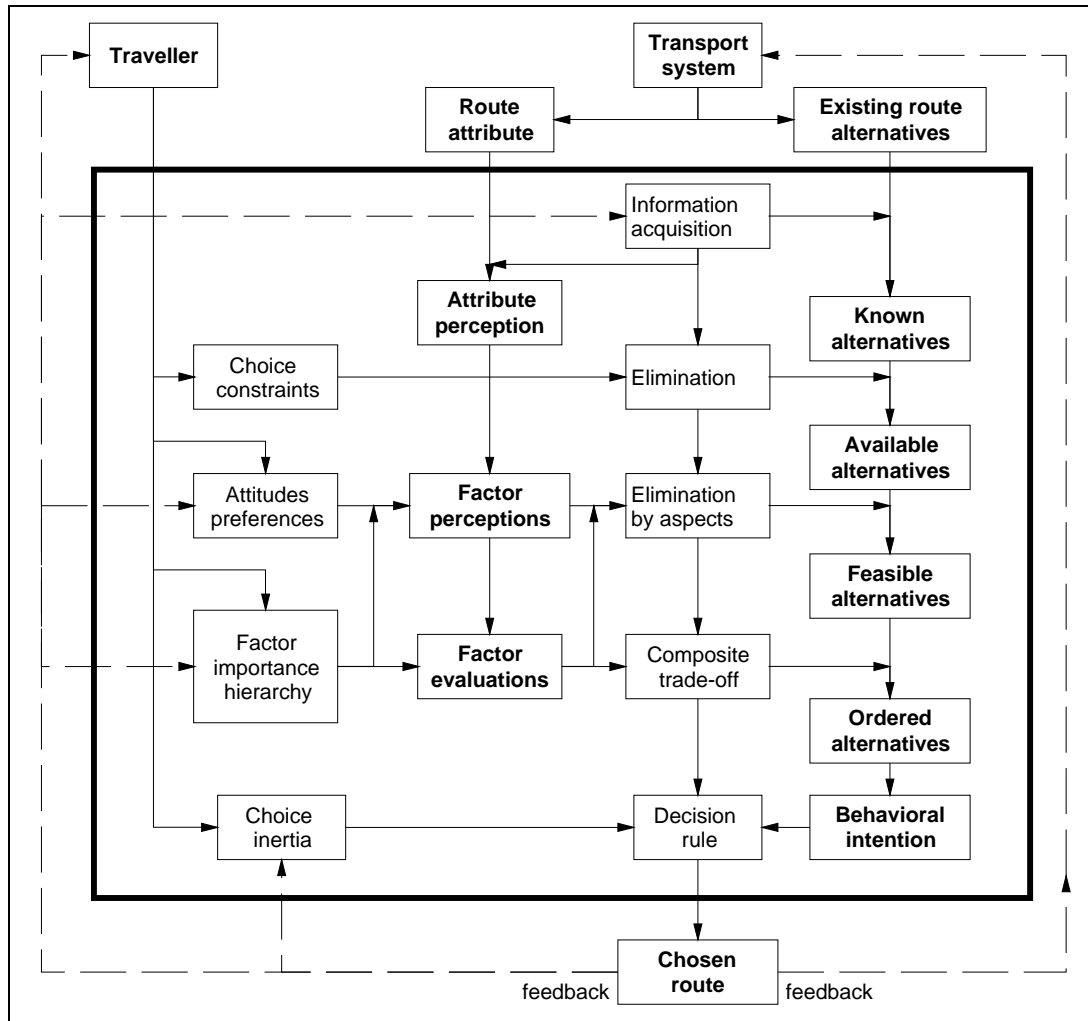 Traveller
Transport
system
Route
attribute
Existing route
alternatives
Information
acquisition
Attribute
perception
Known
alternatives
Choice
constraints
Elimination
Available
alternatives
Attitudes
preferences
Factor
perceptions
Elimination
by aspects
Feasible
alternatives
Factor
importance
hierarchy
Factor
evaluations
Composite
trade-off
Ordered
alternatives
Choice
inertia
Decision
rule
Behavioral
intention
Chosen
route
feedback
feedback